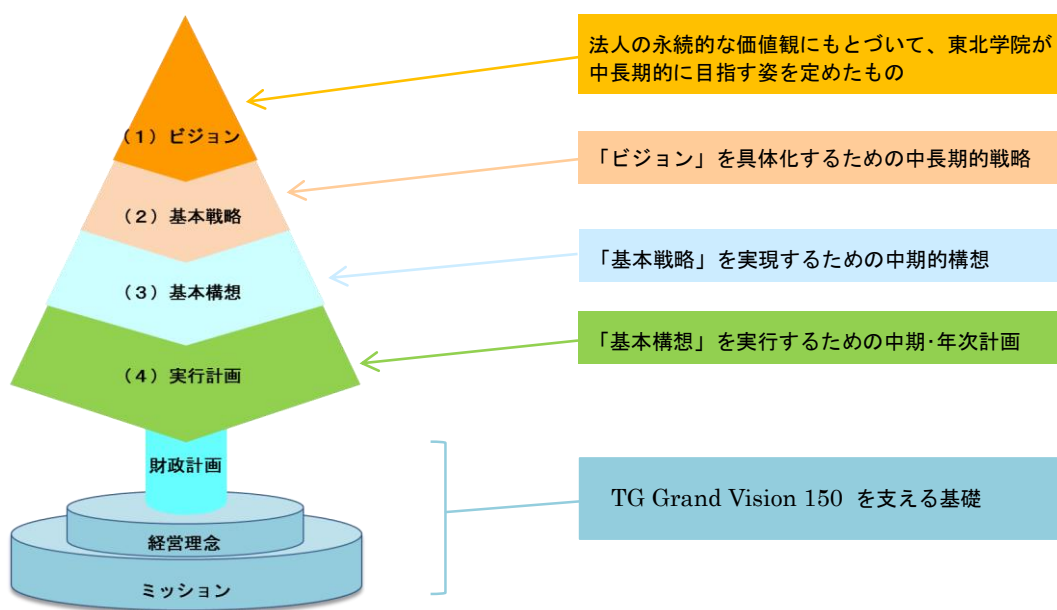 法人の永続的な価値観にもとづいて、東北学院が
中長期的に目指す姿を定めたもの
（１）ビジョン
「ビジョン」を具体化するための中長期的戦略
（２）基本戦略
「基本戦略」を実現するための中期的構想
（３）基本構想
「基本構想」を実行するための中期･年次計画
（４）実行計画
財政計画
TG Grand Vision 150 を支える基礎
経営理念
ミッション